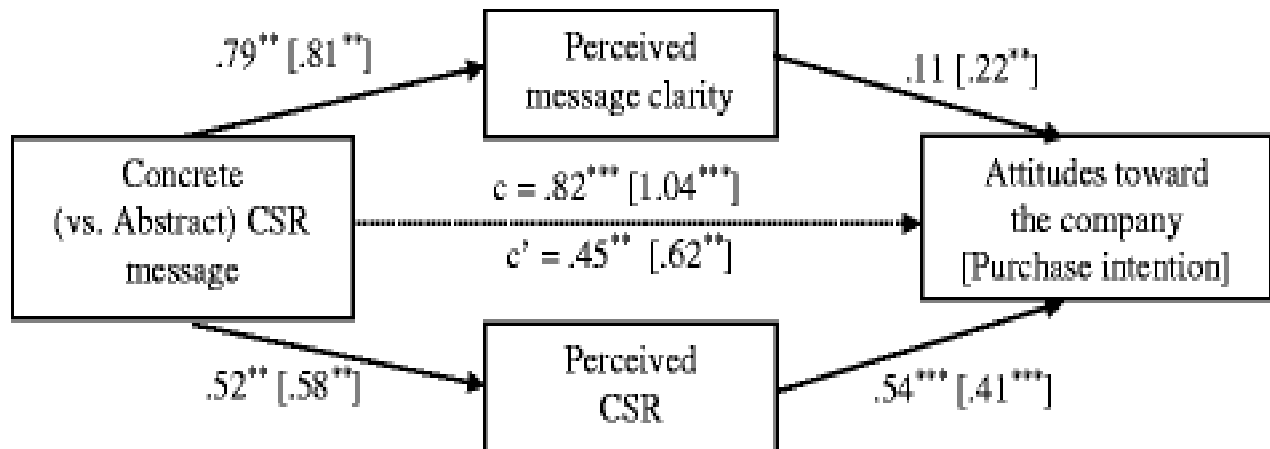 .79** [.81**]
Perceived
message clarity
.11 [.22**]
Concrete
(vs. Abstract) CSR
message
c = .82*** [1.04***]
c' = .45** [.62**]
Attitudes toward
the company
[Purchase intention]
.52** [.58**]
Perceived
CSR
.54*** [.41***]